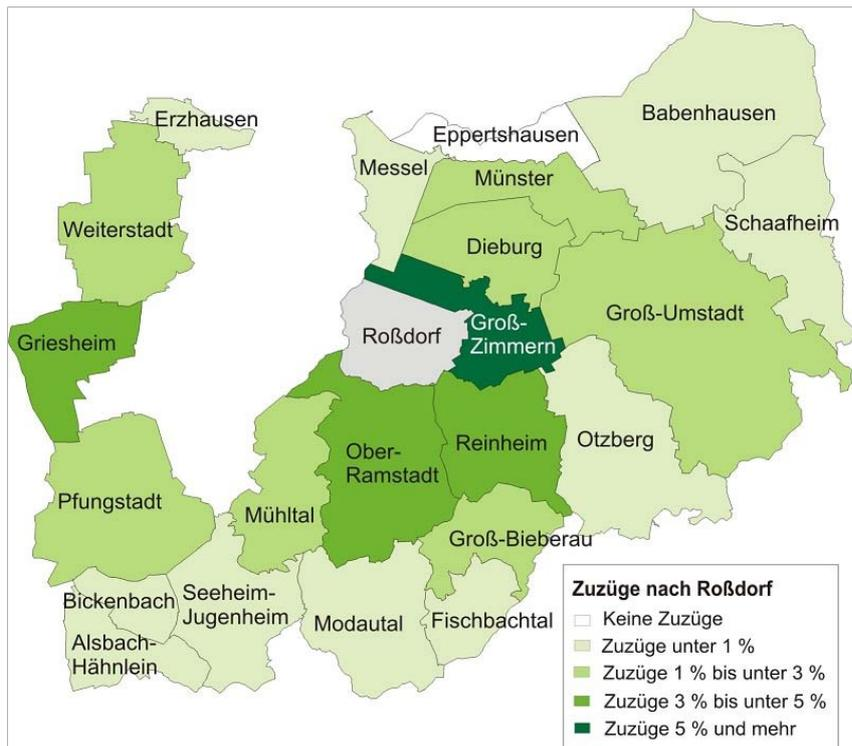 Erzhausen
Babenhausen
Eppertshausen
Messel
Münster
Schaafheim
Weiterstadt
Dieburg
Groß-Umstadt
Griesheim
Roßdorf
Groß-
Zimmern
Otzberg
Ober-
Ramstadt
Reinheim
Pfungstadt
Mühltal
Groß-Bieberau
Bickenbach
Seeheim-
Jugenheim
Modautal
Fischbachtal
Alsbach-
Hähnlein
Zuzüge nach Roßdorf
Keine Zuzüge
Zuzüge unter 1 %
Zuzüge 1 % bis unter 3 %
Zuzüge 3 % bis unter 5 %
Zuzüge 5 % und mehr